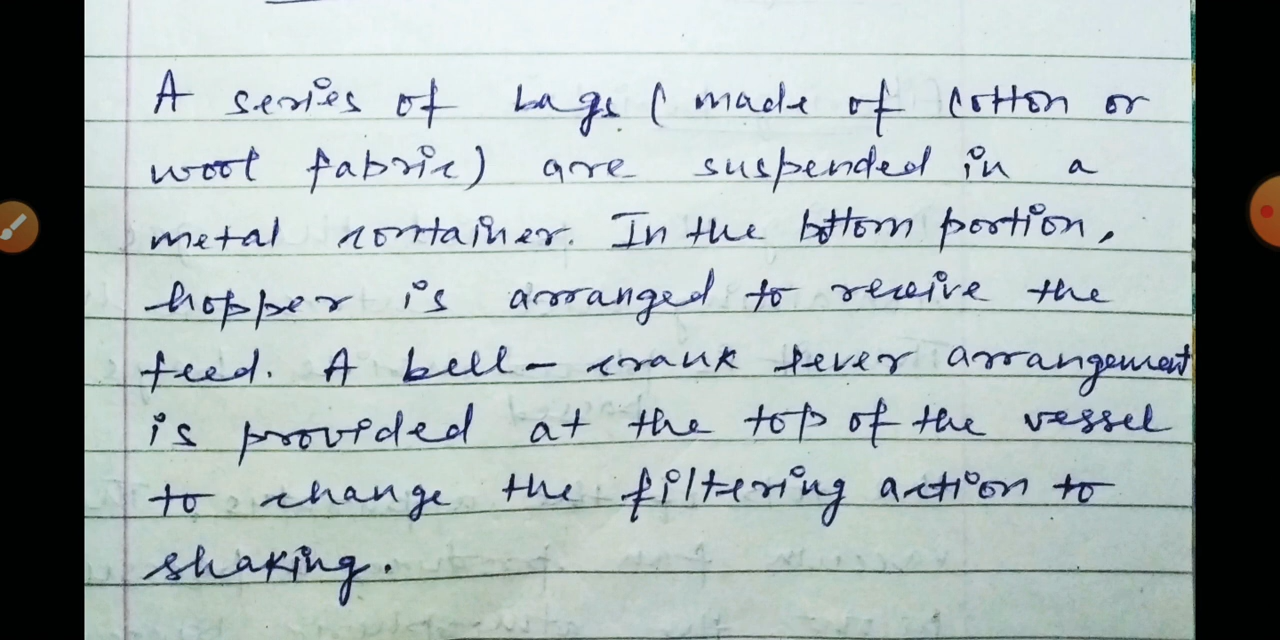 A series of bags (made of cotton or
wool fabric) are suspended in a
metal container. In the bottom portion,
hopper is arranged to receive the
feed. A bell-crank lever arrangement
is provided at the top of the vessel
to change the filtering action to
shaking.